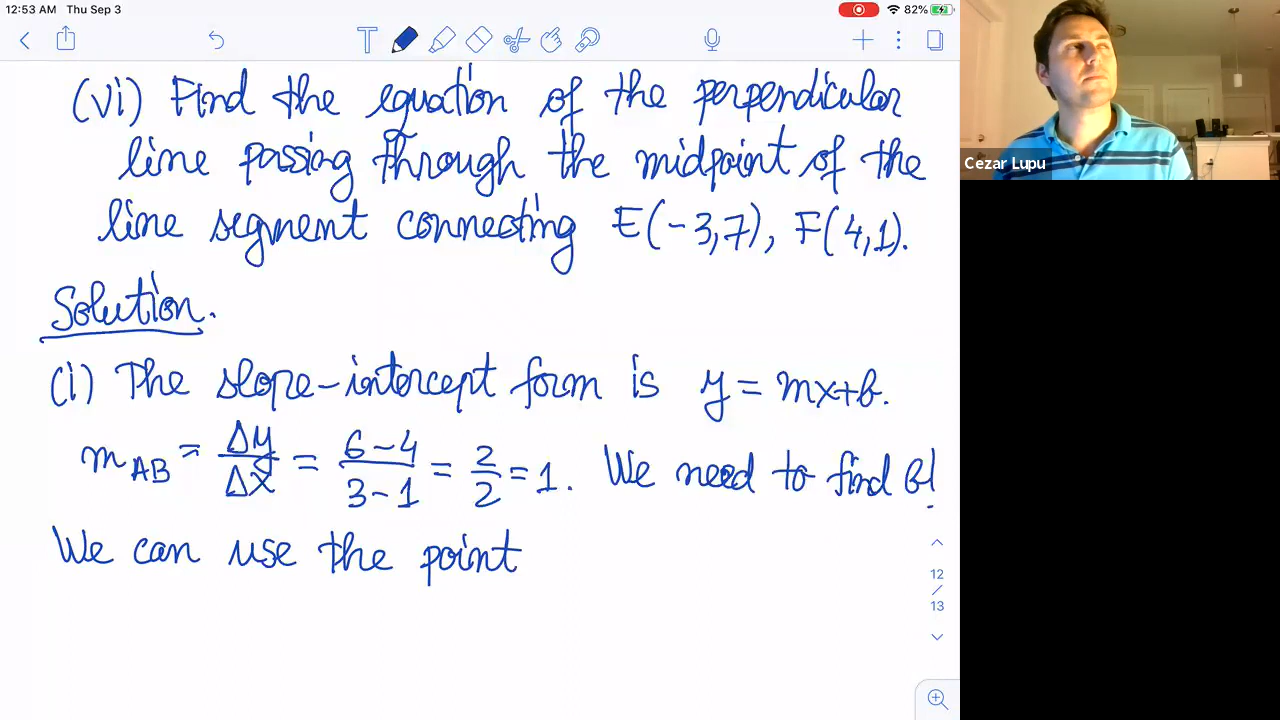 12:53 AM Thu Sep 3
82%
T
(vi) Find the equation of the perpendicular
line passing through the midpoint of the
line segment connecting E(-3,7), F(4,1).
Solution.
(i) The slope-intercept form is y = mx+b.
m_AB = Δy/Δx = (6-4)/(3-1) = 2/2 = 1. We need to find b!
We can use the point
12
/
13
Cezar Lupu